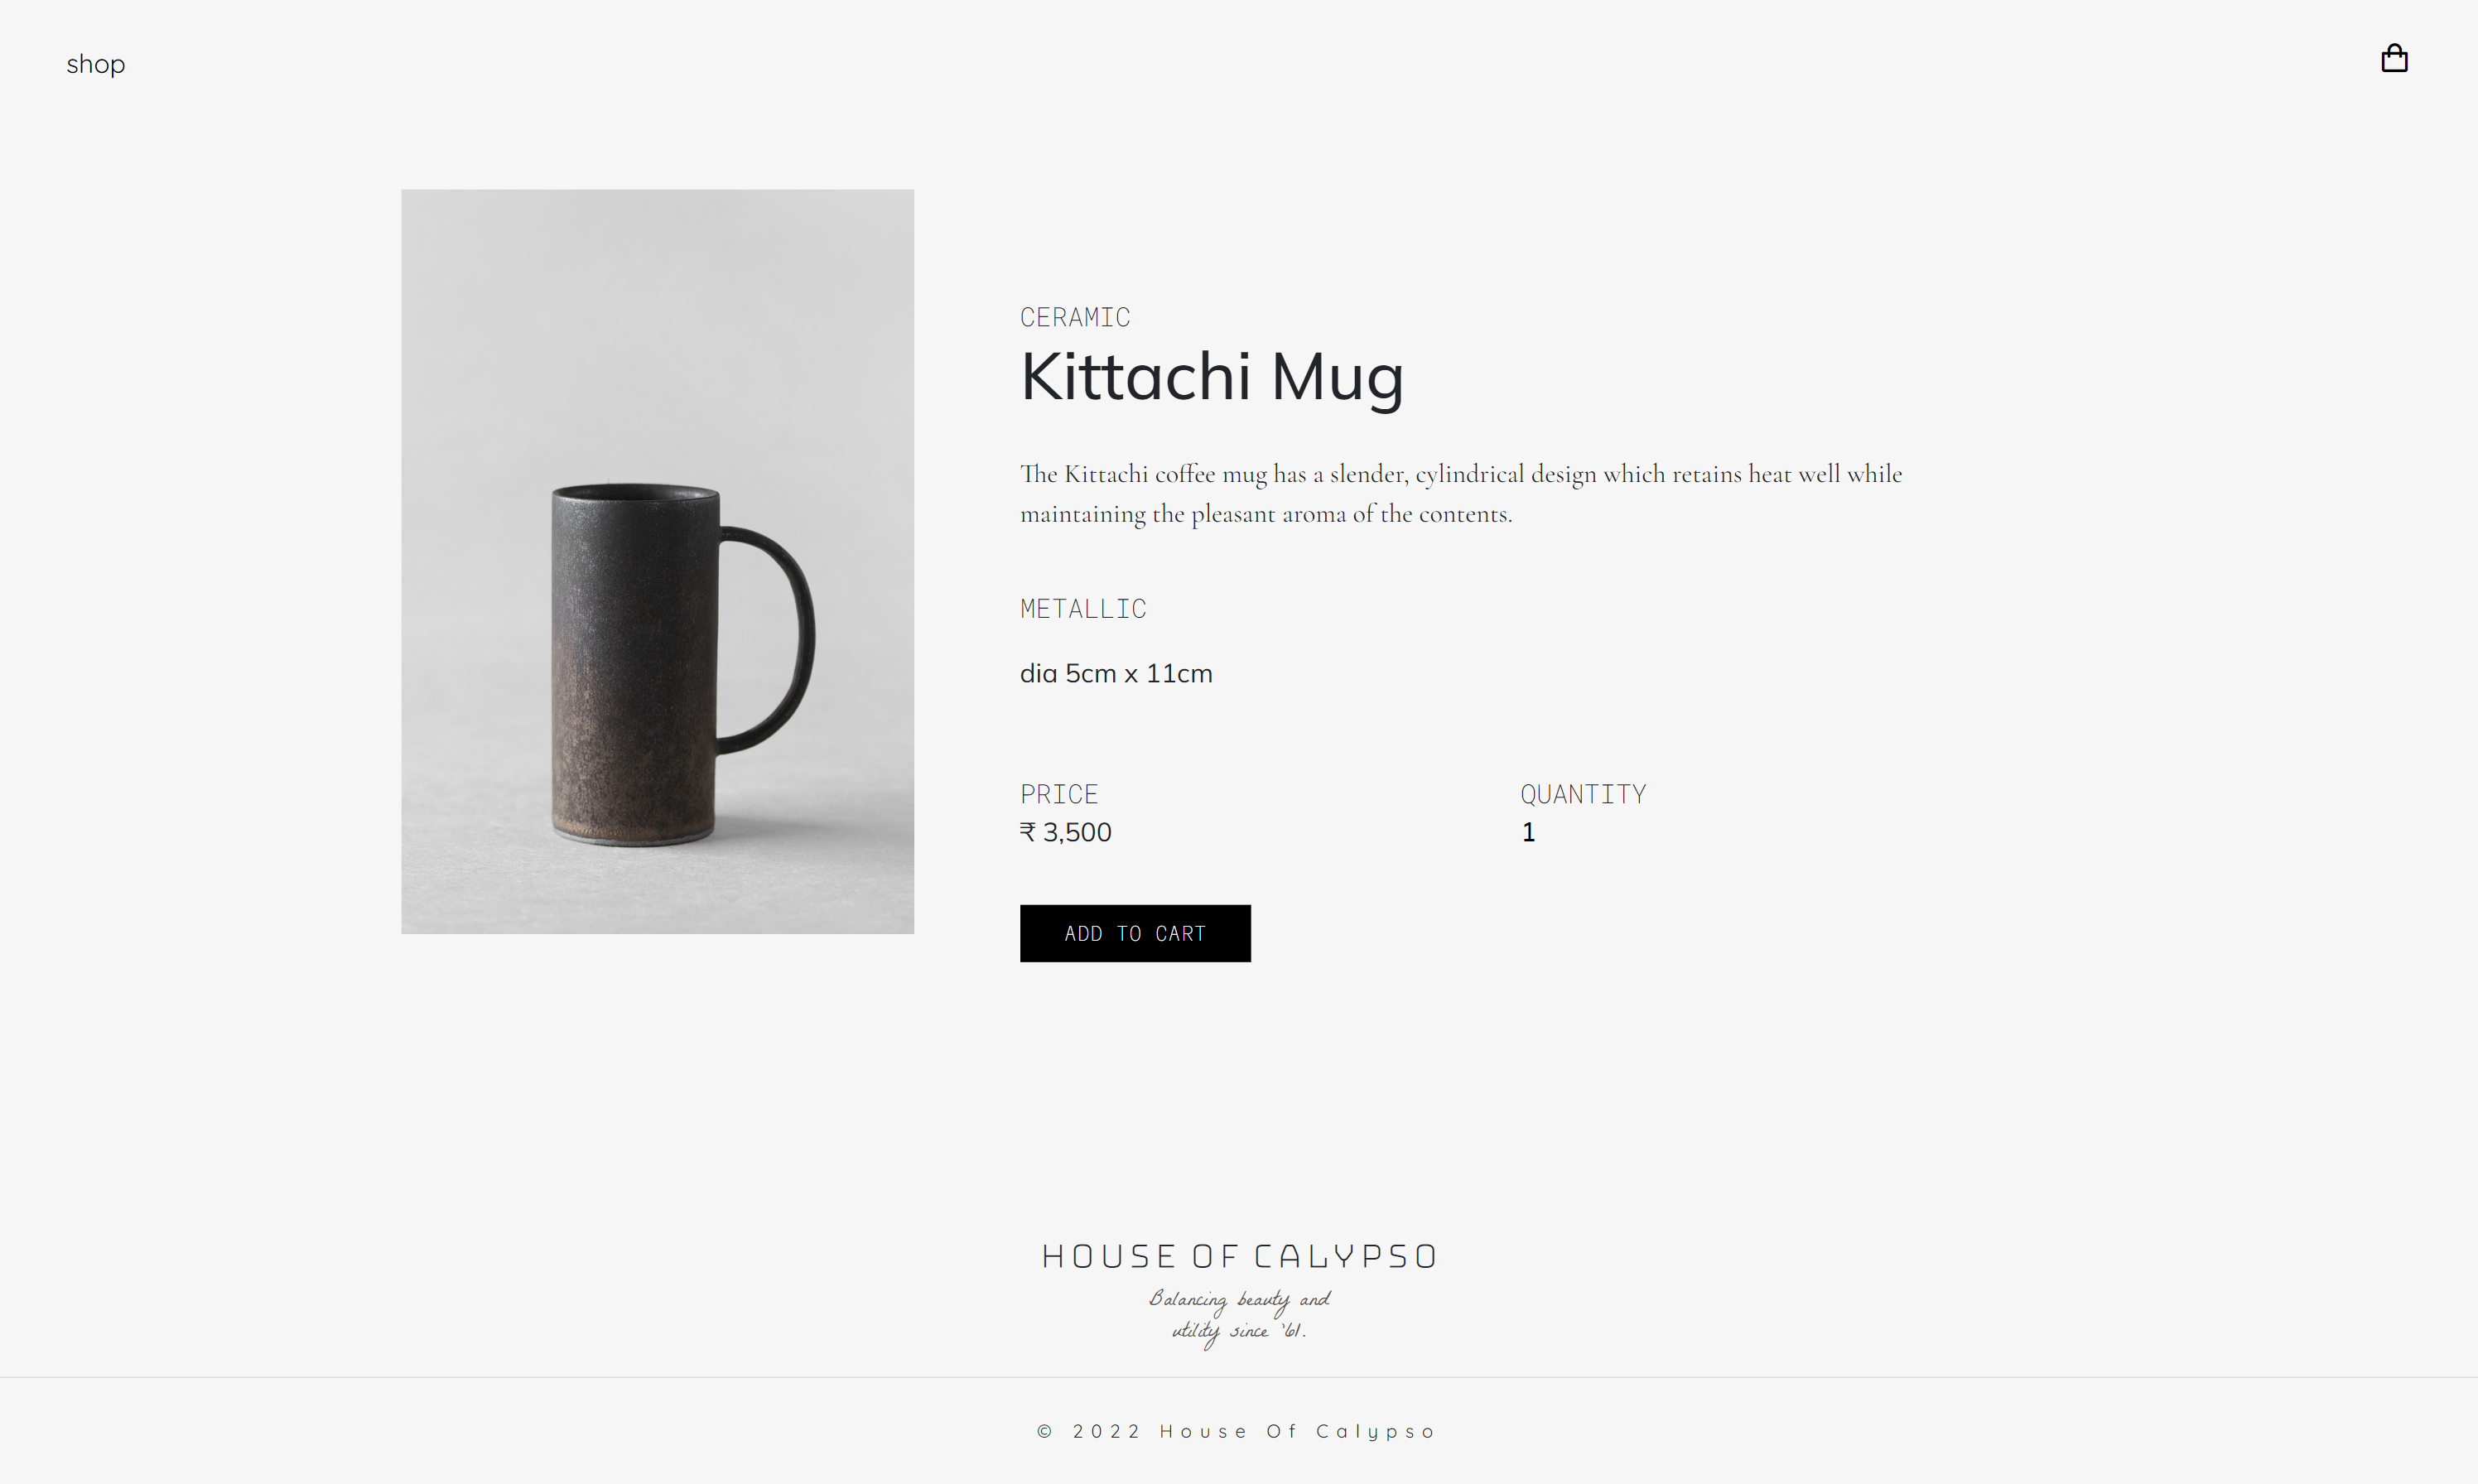 shop
CERAMIC
Kittachi Mug
The Kittachi coffee mug has a slender, cylindrical design which retains heat well while
maintaining the pleasant aroma of the contents.
METALLIC
dia 5cm x 11cm
PRICE
₹ 3,500
QUANTITY
1
ADD TO CART
HOUSE OF CALYPSO
Balancing beauty and
utility since '61.
© 2022 House Of Calypso